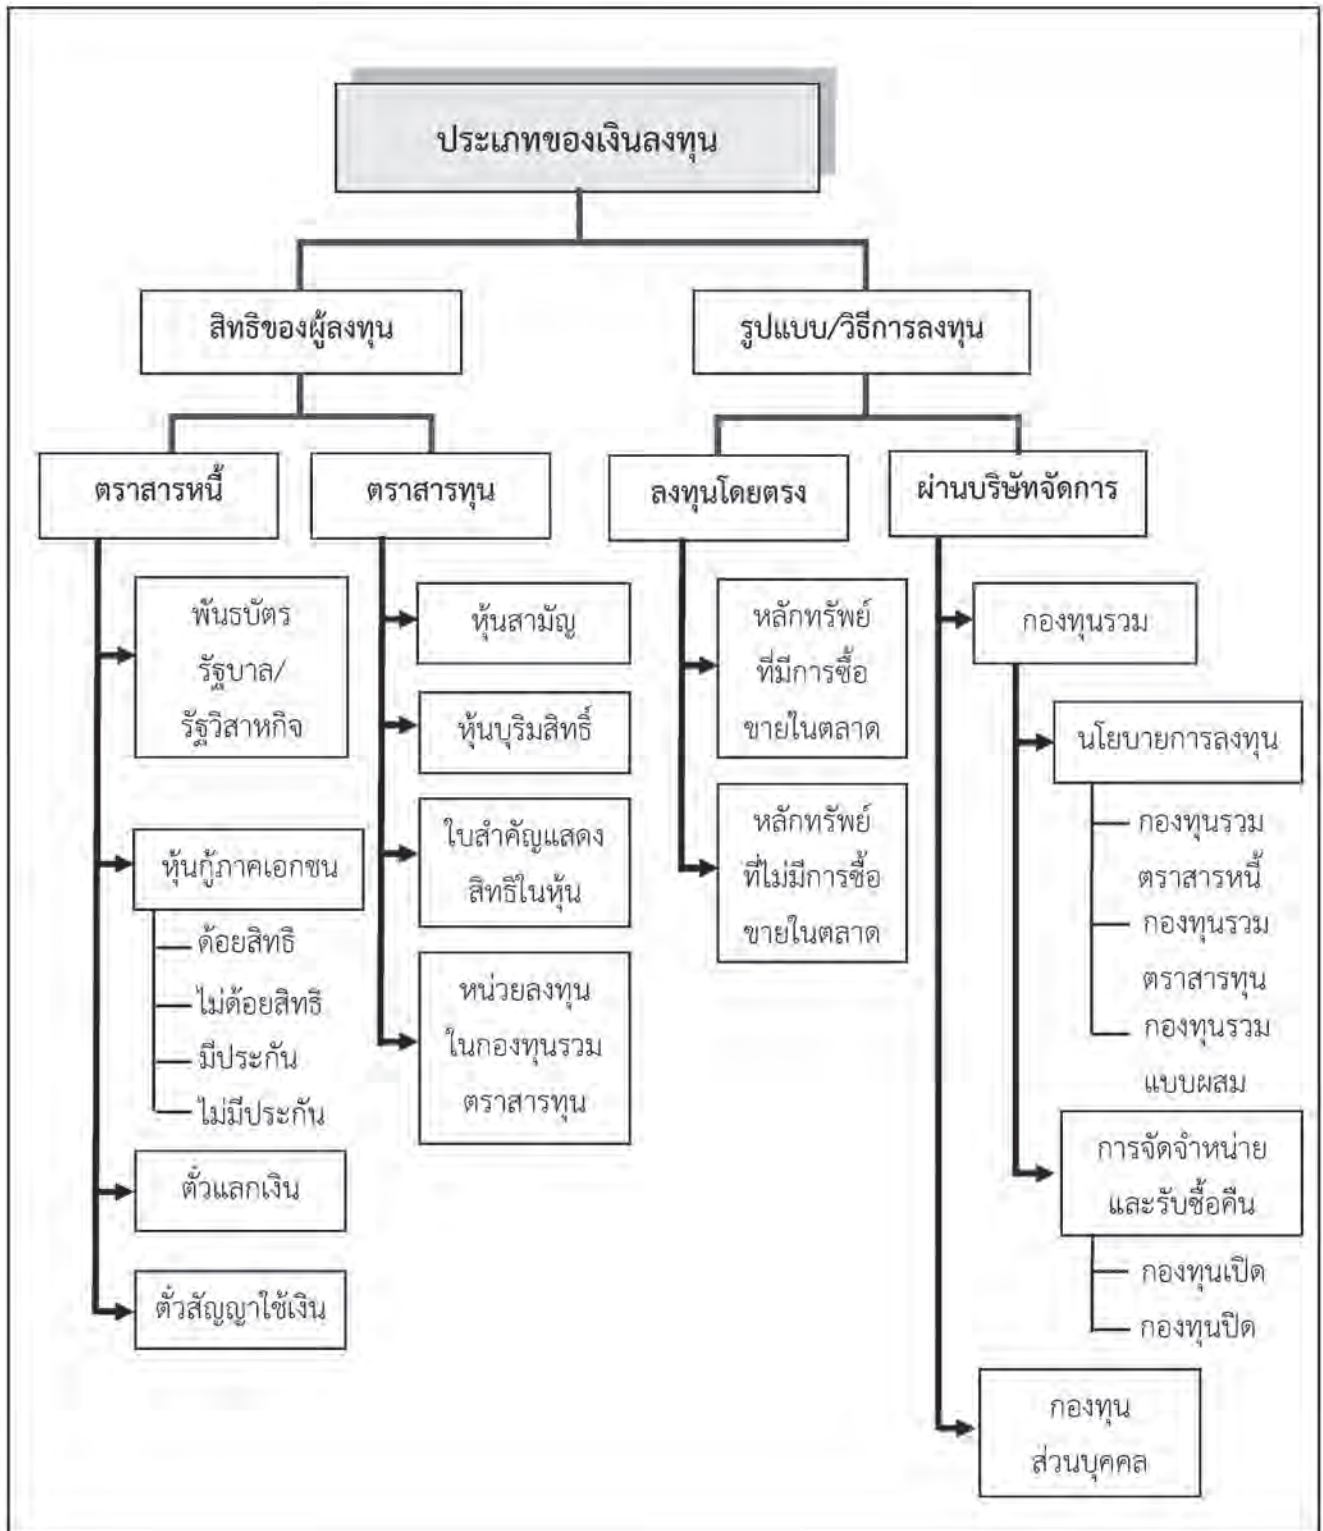 ประเภทของเงินลงทุน
สิทธิของผู้ลงทุน
รูปแบบ/วิธีการลงทุน
ตราสารหนี้
ตราสารทุน
ลงทุนโดยตรง
ผ่านบริษัทจัดการ
พันธบัตร
รัฐบาล/
รัฐวิสาหกิจ
หุ้นกู้ภาคเอกชน
ด้อยสิทธิ
ไม่ด้อยสิทธิ
มีประกัน
ไม่มีประกัน
ตั๋วแลกเงิน
ตั๋วสัญญาใช้เงิน
หุ้นสามัญ
หุ้นบุริมสิทธิ์
ใบสำคัญแสดง
สิทธิในหุ้น
หน่วยลงทุน
ในกองทุนรวม
ตราสารทุน
หลักทรัพย์
ที่มีการซื้อ
ขายในตลาด
หลักทรัพย์
ที่ไม่มีการซื้อ
ขายในตลาด
กองทุนรวม
นโยบายการลงทุน
กองทุนรวม
ตราสารหนี้
กองทุนรวม
ตราสารทุน
กองทุนรวม
แบบผสม
การจัดจำหน่าย
และรับซื้อคืน
กองทุนเปิด
กองทุนปิด
กองทุน
ส่วนบุคคล